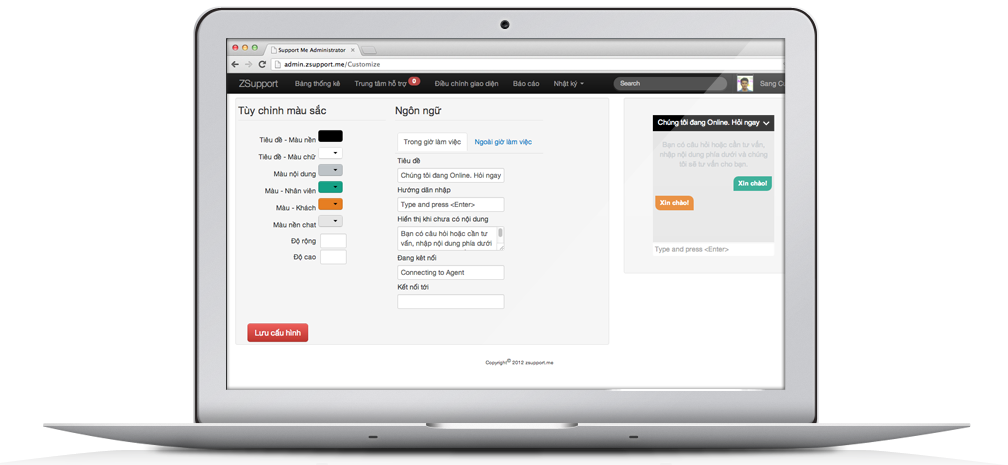 Support Me Administrator
admin.zsupport.me/Customize
ZSupport Bảng thống kê Trung tâm hỗ trợ 0 Điều chỉnh giao diện Báo cáo Nhật ký Search Sang
Tùy chỉnh màu sắc
Tiêu đề - Màu nền
Tiêu đề - Màu chữ
Màu nội dung
Màu - Nhân viên
Màu - Khách
Màu nền chat
Độ rộng
Độ cao
Lưu cấu hình
Ngôn ngữ
Trong giờ làm việc Ngoài giờ làm việc
Tiêu đề
Chúng tôi đang Online. Hỏi ngay
Hướng dẫn nhập
Type and press <Enter>
Hiển thị khi chưa có nội dung
Bạn có câu hỏi hoặc cần tư
vấn, nhập nội dung phía dưới
Đang kết nối
Connecting to Agent
Kết nối tới
Chúng tôi đang Online. Hỏi ngay
Bạn có câu hỏi hoặc cần tư vấn,
nhập nội dung phía dưới và chúng
tôi sẽ tư vấn cho bạn.
Xin chào!
Xin chào!
Type and press <Enter>
Copyright© 2012 zsupport.me